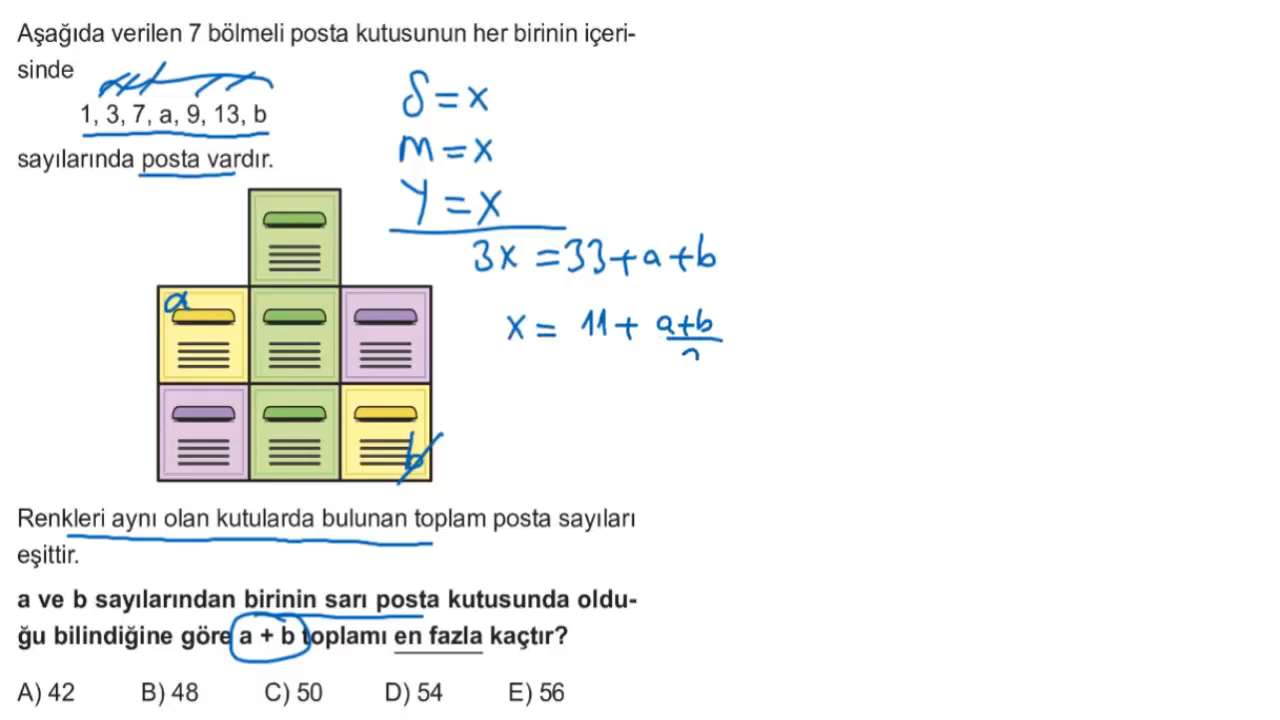 Aşağıda verilen 7 bölmeli posta kutusunun her birinin içeri-
sinde
1, 3, 7, a, 9, 13, b
sayılarında posta vardır.
S = x
M = x
Y = x
3x = 33 + a + b
x = 11 + a+b
a
b
Renkleri aynı olan kutularda bulunan toplam posta sayıları
eşittir.
a ve b sayılarından birinin sarı posta kutusunda oldu-
ğu bilindiğine göre a + b toplamı en fazla kaçtır?
A) 42 B) 48 C) 50 D) 54 E) 56